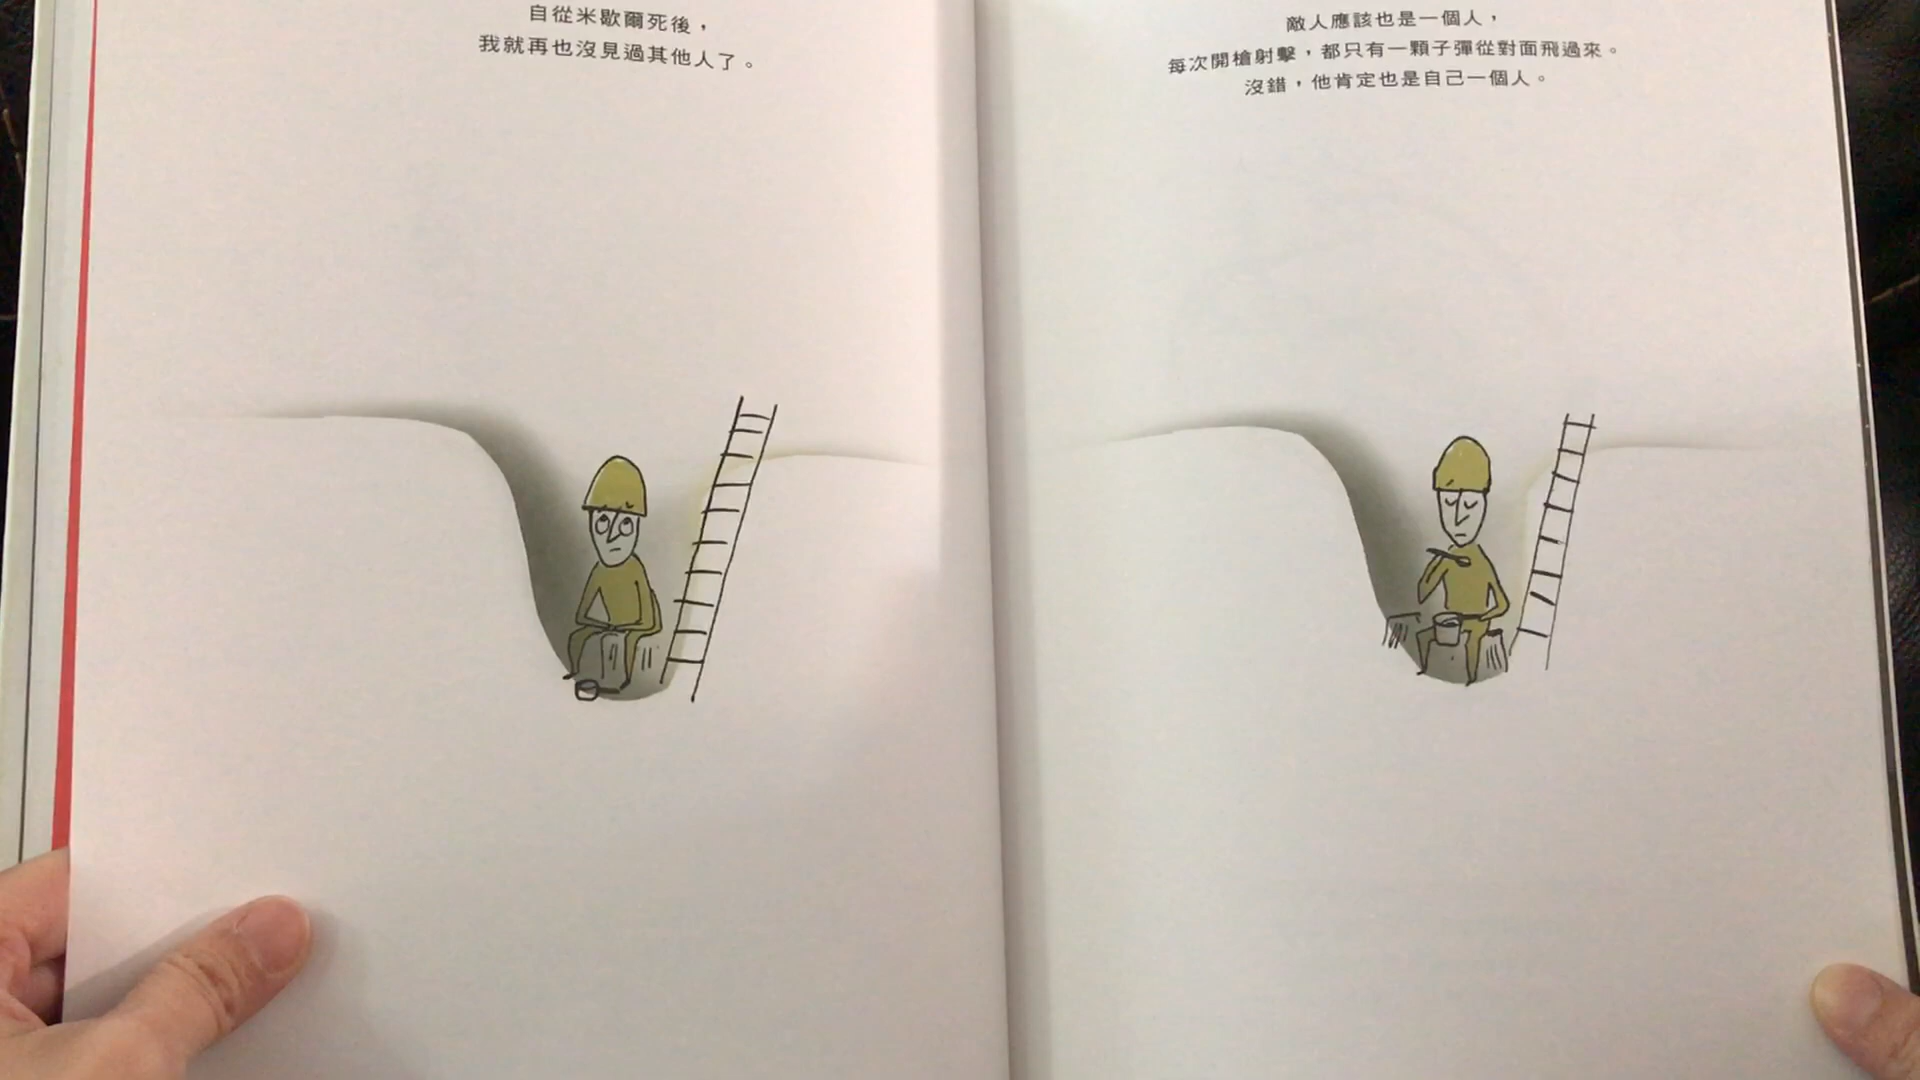 自從米歇爾死後，
我就再也沒見過其他人了。
敵人應該也是一個人，
每次開槍射擊，都只有一顆子彈從對面飛過來。
沒錯，他肯定也是自己一個人。